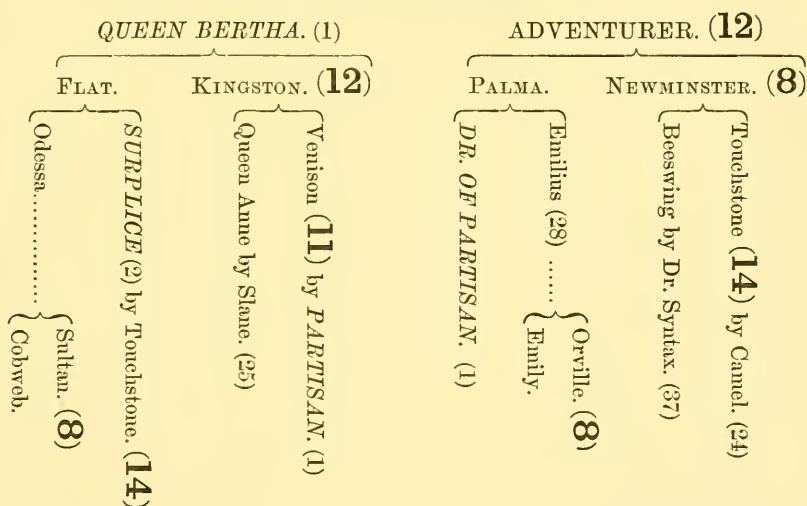 QUEEN BERTHA. (1)
ADVENTURER. (12)
FLAT.
KINGSTON. (12)
PALMA.
NEWMINSTER. (8)
Odessa................
Sultan. (8)
Cobweb.
SURPLICE (2) by Touchstone. (14)
Queen Anne by Slane. (25)
Venison (11) by PARTISAN. (1)
DR. OF PARTISAN. (1)
Emilius (28) ......
Orville. (8)
Emily.
Beeswing by Dr. Syntax. (37)
Touchstone (14) by Camel. (24)